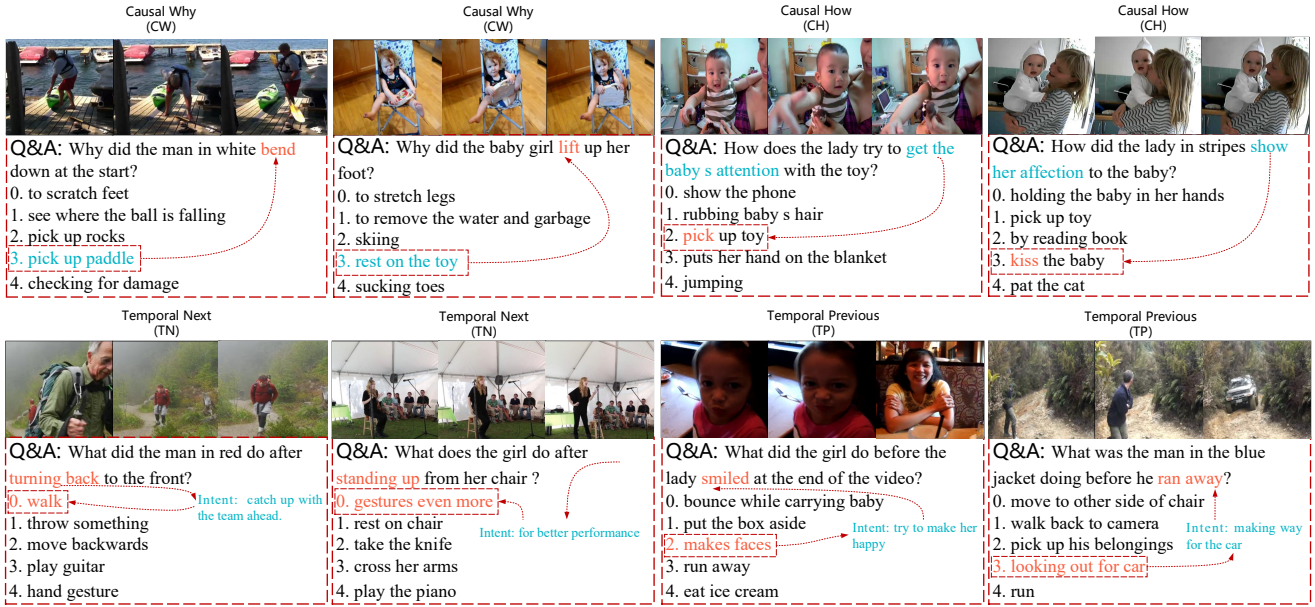 Causal Why
(CW)
Q&A: Why did the man in white bend
down at the start?
0. to scratch feet
1. see where the ball is falling
2. pick up rocks
3. pick up paddle
4. checking for damage
Causal Why
(CW)
Q&A: Why did the baby girl lift up her
foot?
0. to stretch legs
1. to remove the water and garbage
2. skiing
3. rest on the toy
4. sucking toes
Causal How
(CH)
Q&A: How does the lady try to get the
baby s attention with the toy?
0. show the phone
1. rubbing baby s hair
2. pick up toy
3. puts her hand on the blanket
4. jumping
Causal How
(CH)
Q&A: How did the lady in stripes show
her affection to the baby?
0. holding the baby in her hands
1. pick up toy
2. by reading book
3. kiss the baby
4. pat the cat
Temporal Next
(TN)
Q&A: What did the man in red do after
turning back to the front?
0. walk
Intent: catch up with
the team ahead.
1. throw something
2. move backwards
3. play guitar
4. hand gesture
Temporal Next
(TN)
Q&A: What does the girl do after
standing up from her chair ?
0. gestures even more
1. rest on chair
Intent: for better performance
2. take the knife
3. cross her arms
4. play the piano
Temporal Previous
(TP)
Q&A: What did the girl do before the
lady smiled at the end of the video?
0. bounce while carrying baby
1. put the box aside
Intent: try to make her
happy
2. makes faces
3. run away
4. eat ice cream
Temporal Previous
(TP)
Q&A: What was the man in the blue
jacket doing before he ran away?
0. move to other side of chair
1. walk back to camera
Intent: making way
for the car
2. pick up his belongings
3. looking out for car
4. run